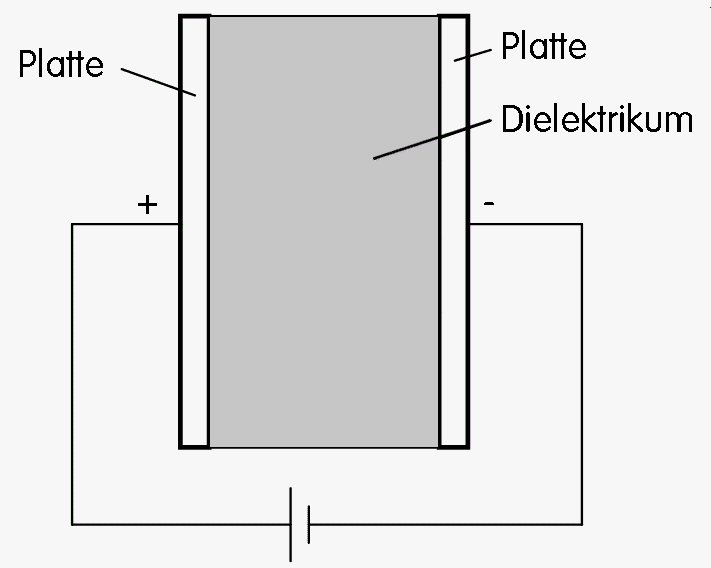 Platte
Platte
Dielektrikum
+
-